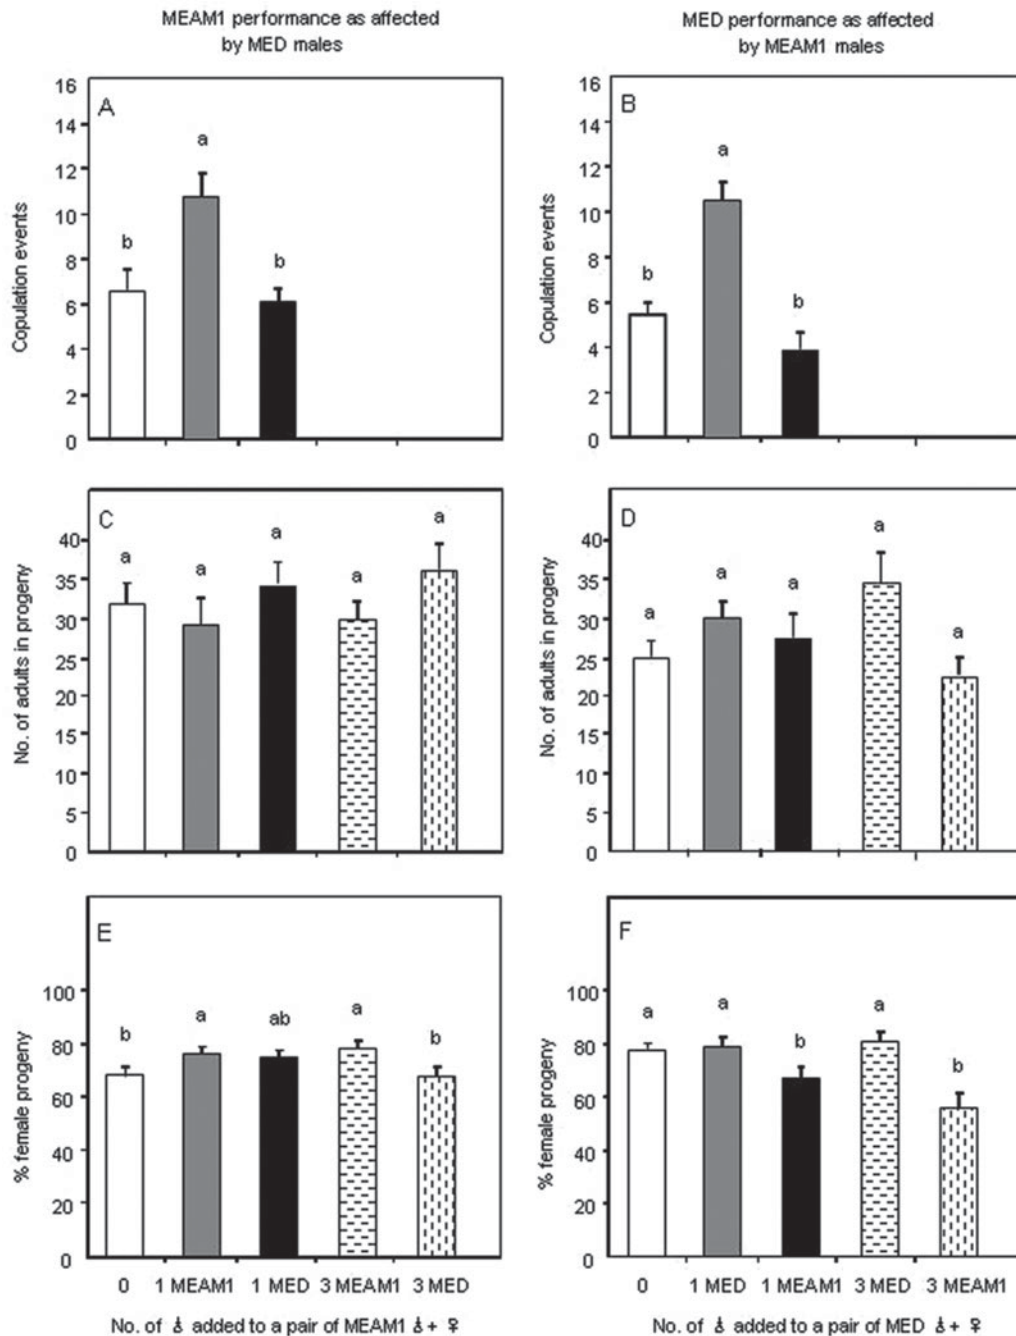 MEAM1 performance as affected
by MED males
MED performance as affected
by MEAM1 males
A
Copulation events
16
14
12
10
8
6
4
2
0
b
a
b
B
Copulation events
16
14
12
10
8
6
4
2
0
b
a
b
C
No. of adults in progeny
40
35
30
25
20
15
10
5
0
a
a
a
a
a
D
No. of adults in progeny
40
35
30
25
20
15
10
5
0
a
a
a
a
a
E
% female progeny
100
80
60
40
20
0
b
a
ab
a
b
0 1 MEAM1 1 MED 3 MEAM1 3 MED
No. of ♂ added to a pair of MEAM1 ♂+ ♀
F
% female progeny
100
80
60
40
20
0
a
a
b
a
b
0 1 MED 1 MEAM1 3 MED 3 MEAM1
No. of ♂ added to a pair of MED ♂+ ♀